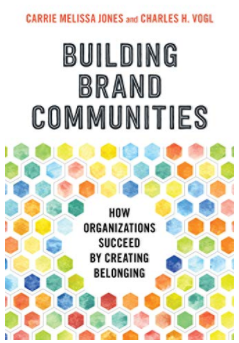 CARRIE MELISSA JONES and CHARLES H. VOGL
BUILDING
BRAND
COMMUNITIES
HOW
ORGANIZATIONS
SUCCEED
BY CREATING
BELONGING